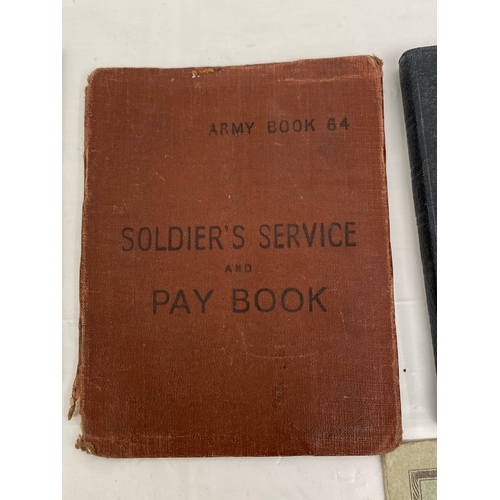 ARMY BOOK 64
SOLDIER'S SERVICE
AND
PAY BOOK